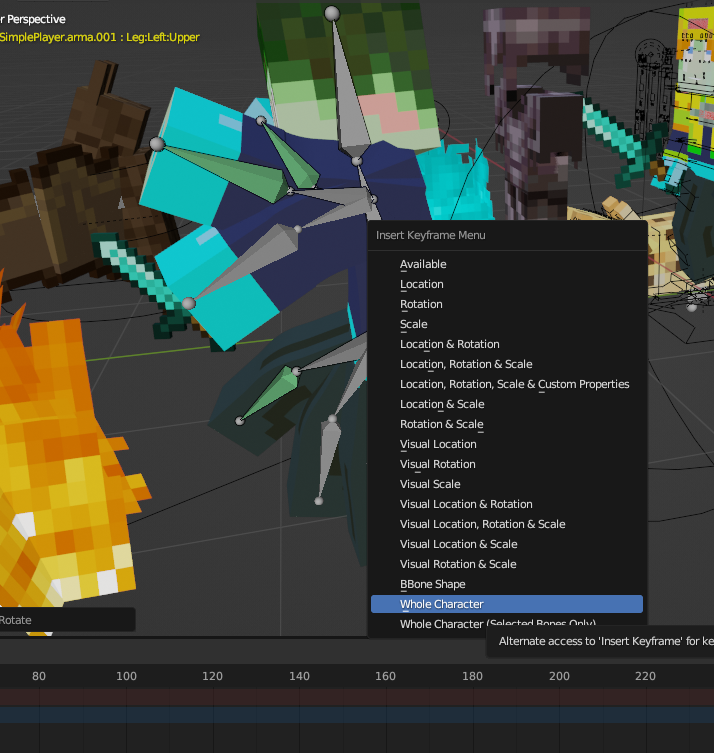 r Perspective
SimplePlayer.arma.001 : Leg:Left:Upper
Insert Keyframe Menu
Available
Location
Rotation
Scale
Location & Rotation
Location, Rotation & Scale
Location, Rotation, Scale & Custom Properties
Location & Scale
Rotation & Scale
Visual Location
Visual Rotation
Visual Scale
Visual Location & Rotation
Visual Location, Rotation & Scale
Visual Location & Scale
Visual Rotation & Scale
BBone Shape
Whole Character
Whole Character (Selected Bones Only)
Rotate
Alternate access to 'Insert Keyframe' for ke
80 100 120 140 160 180 200 220